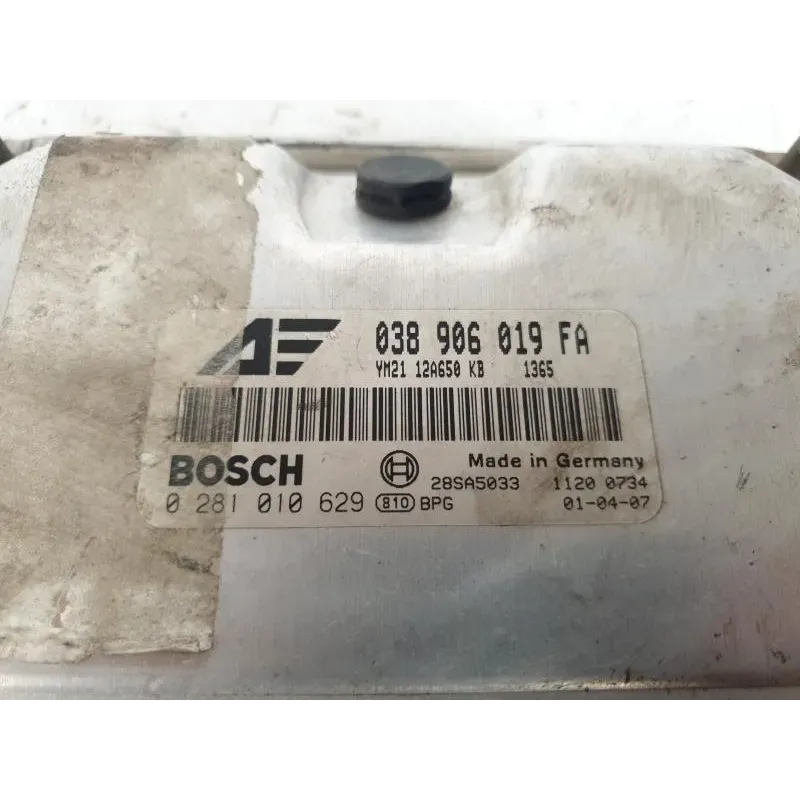 AF 038 906 019 FA
YM21 12A650 KB 1365
BOSCH Made in Germany
28SA5033 1120 0734
0 281 010 629 810 BPG 01-04-07